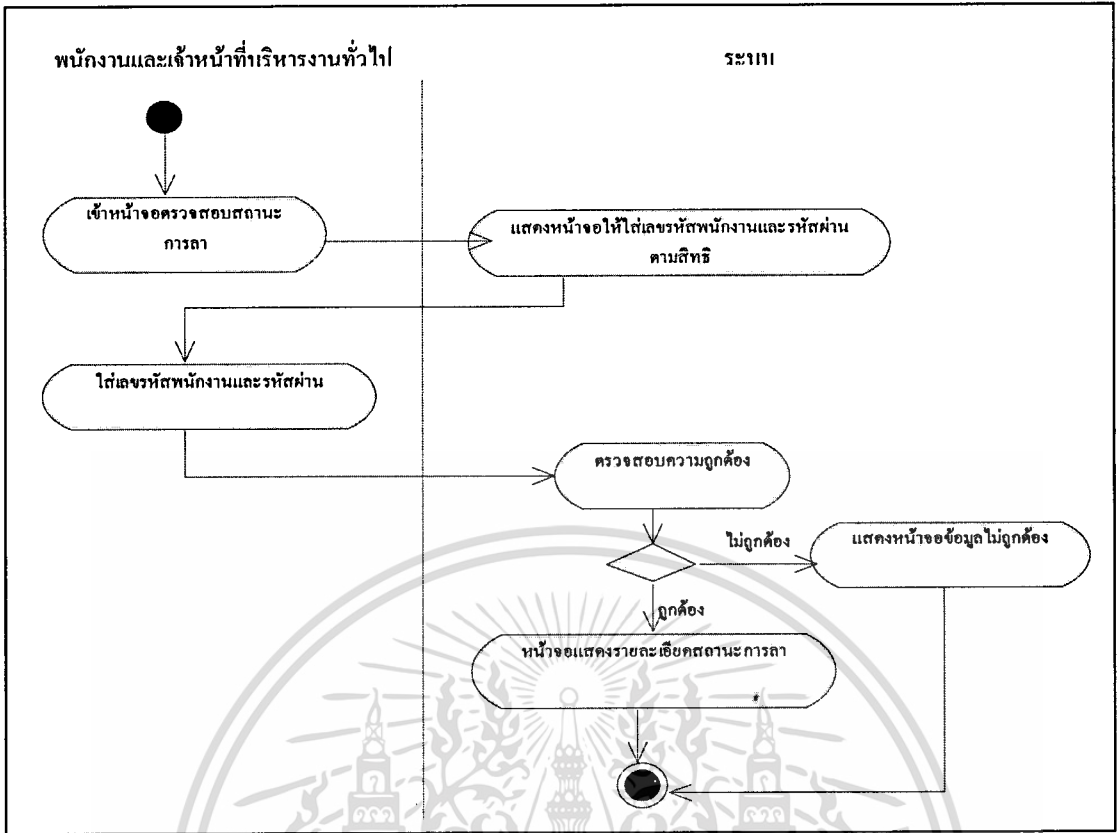 พนักงานและเจ้าหน้าที่บริหารงานทั่วไป
ระบบ
เข้าหน้าจอตรวจสอบสถานะ
การลา
แสดงหน้าจอให้ใส่เลขรหัสพนักงานและรหัสผ่าน
ตามสิทธิ
ใส่เลขรหัสพนักงานและรหัสผ่าน
ตรวจสอบความถูกต้อง
ไม่ถูกต้อง
แสดงหน้าจอข้อมูลไม่ถูกต้อง
ถูกต้อง
หน้าจอแสดงรายละเอียดสถานะการลา